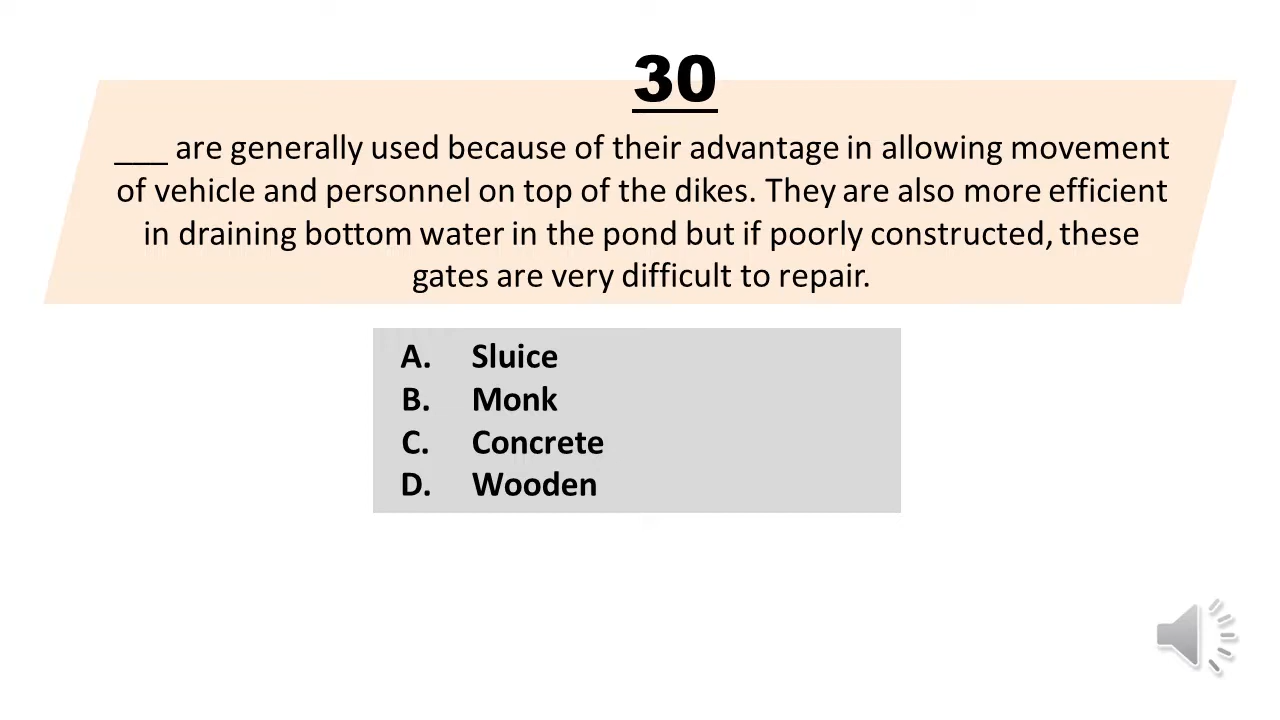 30
___ are generally used because of their advantage in allowing movement
of vehicle and personnel on top of the dikes. They are also more efficient
in draining bottom water in the pond but if poorly constructed, these
gates are very difficult to repair.
A. Sluice
B. Monk
C. Concrete
D. Wooden